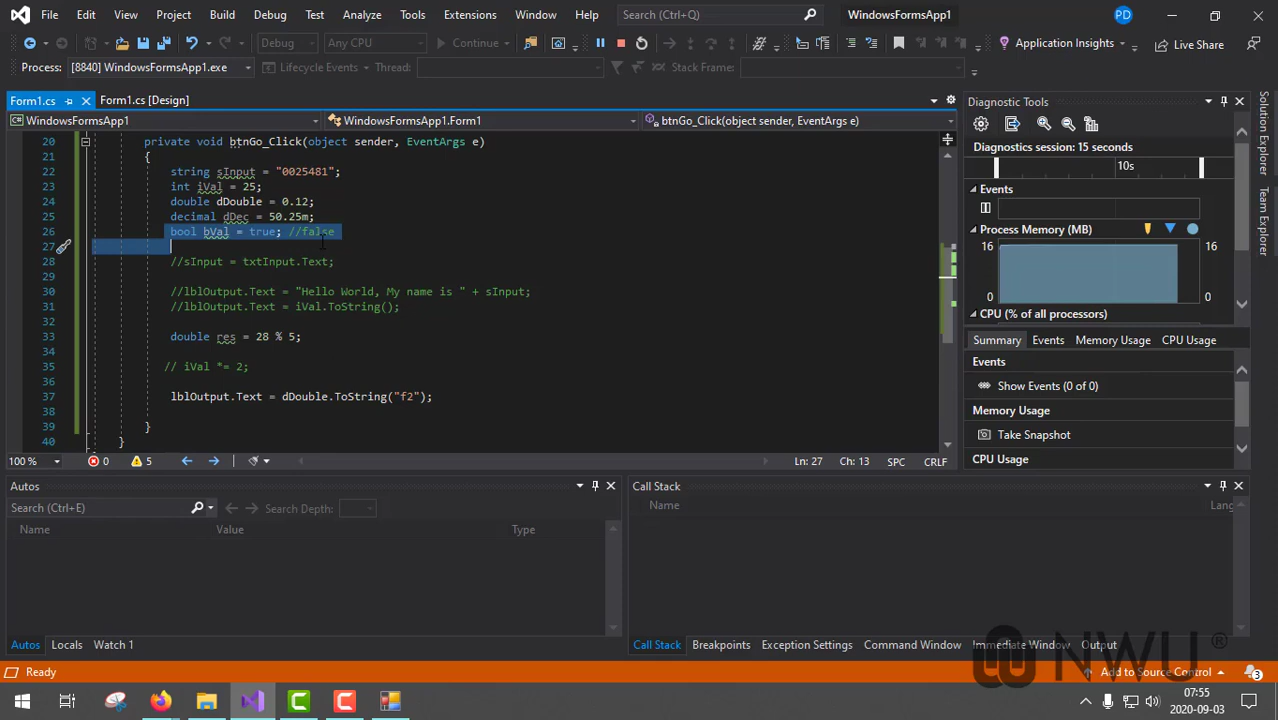 File Edit View Project Build Debug Test Analyze Tools Extensions Window Help Search (Ctrl+Q) WindowsFormsApp1 PD
Debug Any CPU Continue Application Insights Live Share
Process: [8840] WindowsFormsApp1.exe Lifecycle Events Thread: Stack Frame:
Form1.cs Form1.cs [Design]
WindowsFormsApp1 WindowsFormsApp1.Form1 btnGo_Click(object sender, EventArgs e)
20 private void btnGo_Click(object sender, EventArgs e)
21 {
22 string sInput = "0025481";
23 int iVal = 25;
24 double dDouble = 0.12;
25 decimal dDec = 50.25m;
26 bool bVal = true; //false
27
28 //sInput = txtInput.Text;
29
30 //lblOutput.Text = "Hello World, My name is " + sInput;
31 //lblOutput.Text = iVal.ToString();
32
33 double res = 28 % 5;
34
35 // iVal *= 2;
36
37 lblOutput.Text = dDouble.ToString("f2");
38
39 }
40 }
100 % 0 5 Ln: 27 Ch: 13 SPC CRLF
Diagnostic Tools
Diagnostics session: 15 seconds
10s
Events
Process Memory (MB)
16 16
0 0
CPU (% of all processors)
Summary Events Memory Usage CPU Usage
Events
Show Events (0 of 0)
Memory Usage
Take Snapshot
CPU Usage
Solution Explorer
Team Explorer
Autos
Search (Ctrl+E) Search Depth:
Name Value Type
Autos Locals Watch 1
Call Stack
Name Lang
Call Stack Breakpoints Exception Settings Command Window Immediate Window Output
NWU ®
Ready Add to Source Control 3
07:55
2020-09-03